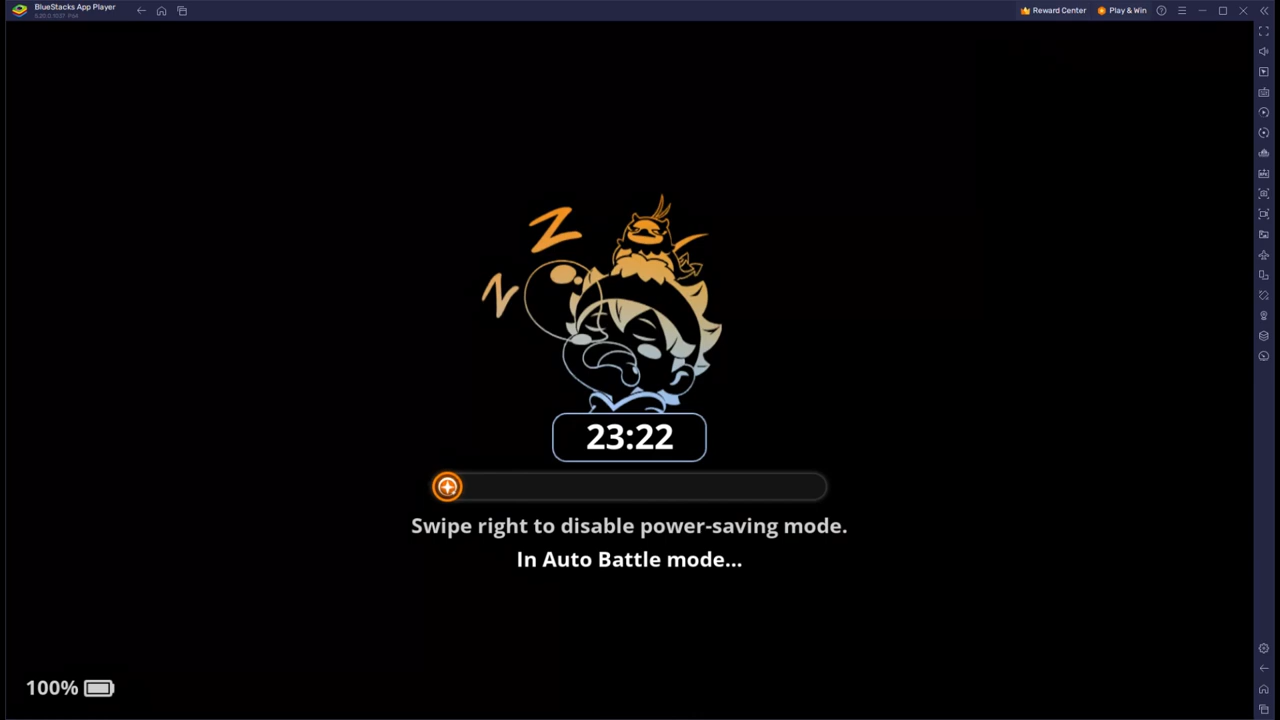 BlueStacks App Player
Reward Center
Play & Win
Z
Z
23:22
Swipe right to disable power-saving mode.
In Auto Battle mode...
100%